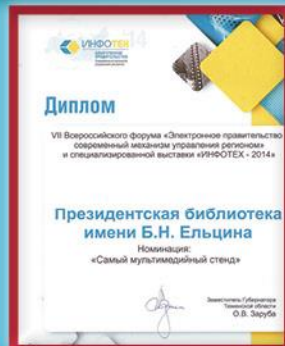 ИНФОТЕХ
Диплом
VII Всероссийского форума «Электронное правительство
современный механизм управления регионом»
и специализированной выставки «ИНФОТЕХ - 2014»
Президентская библиотека
имени Б.Н. Ельцина
Номинация:
«Самый мультимедийный стенд»
Заместитель Губернатора
Тюменской области
О.В. Заруба